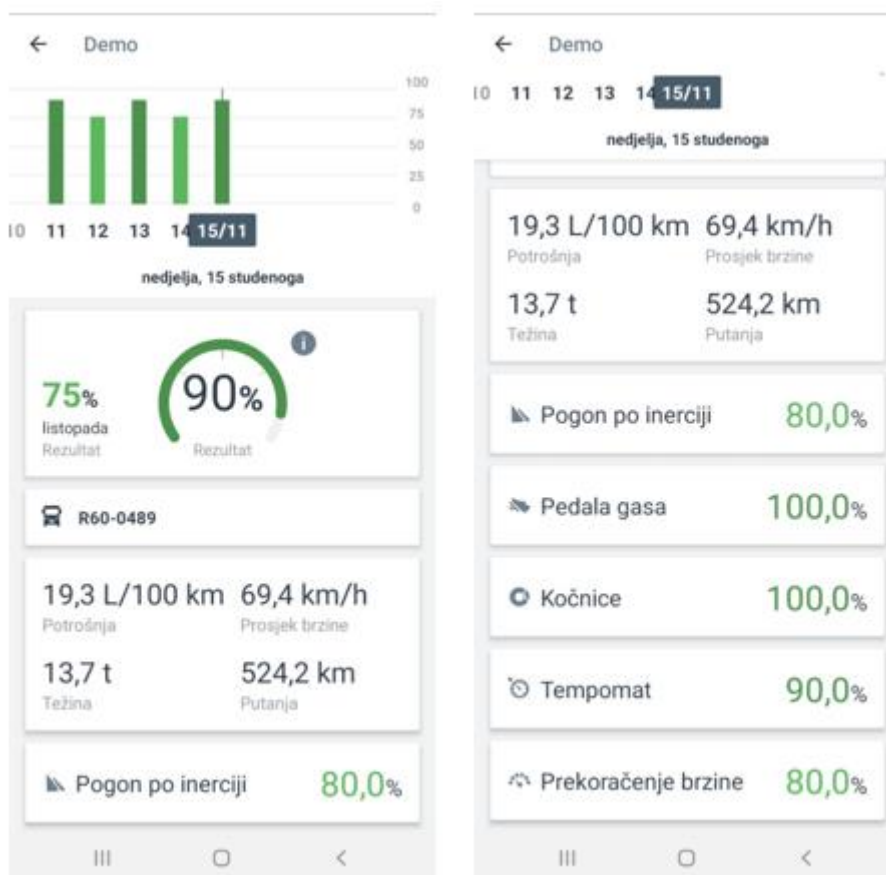 ← Demo
100
75
50
25
0
10 11 12 13 14 15/11
nedjelja, 15 studenoga
75%
listopada
Rezultat
90%
Rezultat
i
R60-0489
19,3 L/100 km 69,4 km/h
Potrošnja Prosjek brzine
13,7 t 524,2 km
Težina Putanja
Pogon po inerciji 80,0%
← Demo
10 11 12 13 14 15/11
nedjelja, 15 studenoga
19,3 L/100 km 69,4 km/h
Potrošnja Prosjek brzine
13,7 t 524,2 km
Težina Putanja
Pogon po inerciji 80,0%
Pedala gasa 100,0%
Kočnice 100,0%
Tempomat 90,0%
Prekoračenje brzine 80,0%